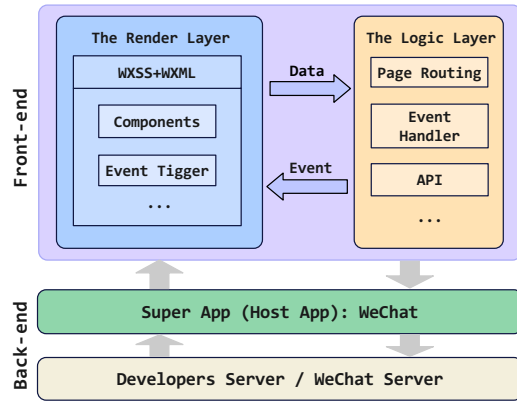 Front-end
The Render Layer
WXSS+WXML
Components
Event Tigger
...
Data
Event
The Logic Layer
Page Routing
Event
Handler
API
...
Back-end
Super App (Host App): WeChat
Developers Server / WeChat Server